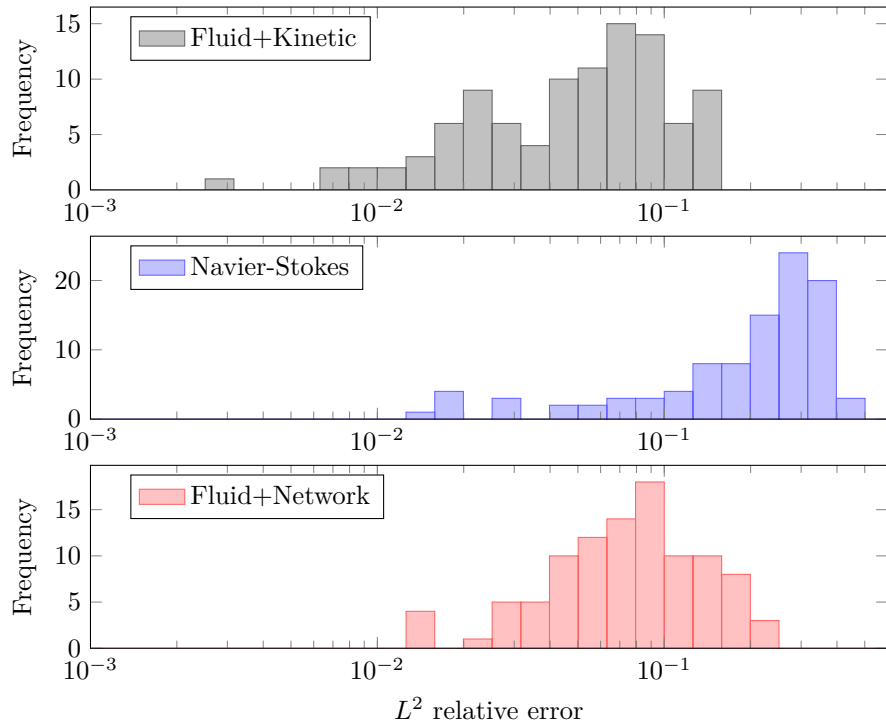 Fluid+Kinetic
Frequency
15
10
5
0
10⁻³ 10⁻² 10⁻¹
Navier-Stokes
Frequency
20
10
0
10⁻³ 10⁻² 10⁻¹
Fluid+Network
Frequency
15
10
5
0
10⁻³ 10⁻² 10⁻¹
L² relative error